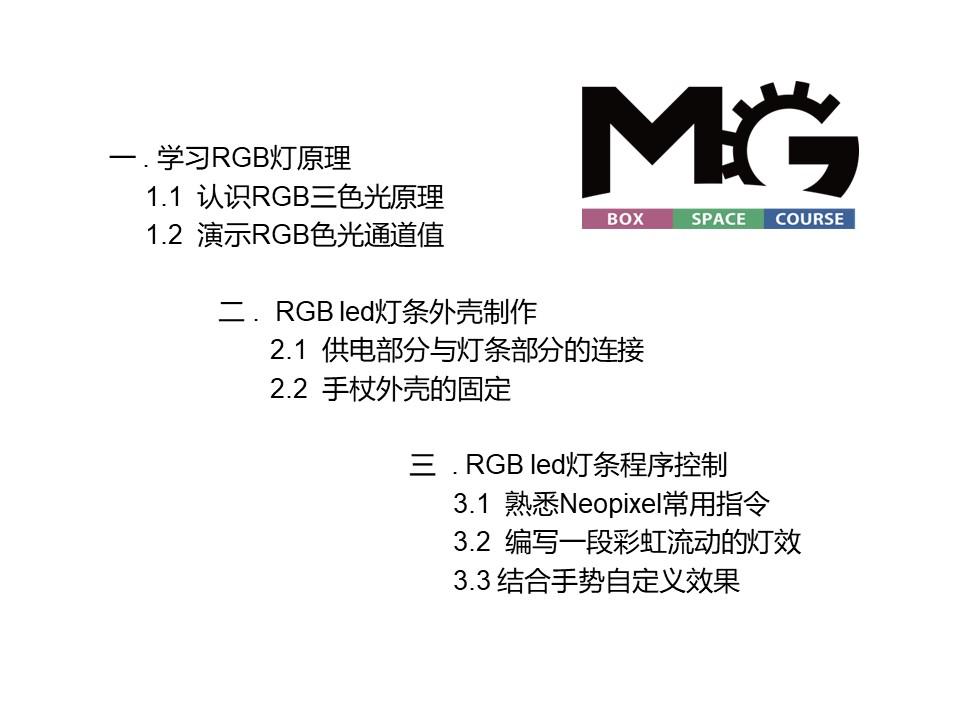 MG
BOX SPACE COURSE
一 . 学习RGB灯原理
1.1 认识RGB三色光原理
1.2 演示RGB色光通道值
二 . RGB led灯条外壳制作
2.1 供电部分与灯条部分的连接
2.2 手杖外壳的固定
三 . RGB led灯条程序控制
3.1 熟悉Neopixel常用指令
3.2 编写一段彩虹流动的灯效
3.3 结合手势自定义效果